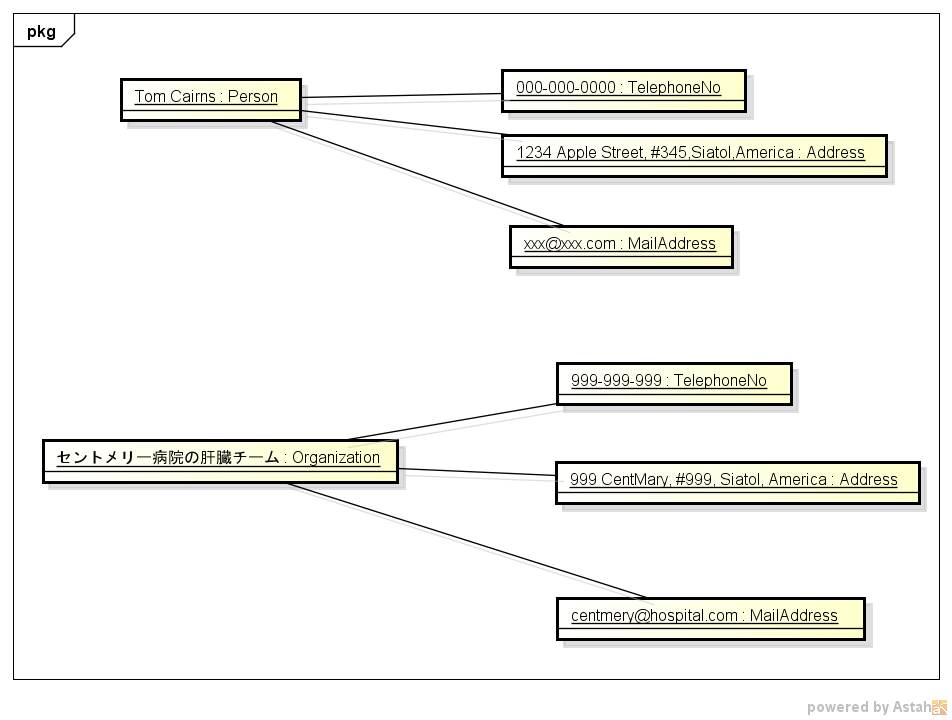 pkg
Tom Cairns : Person
000-000-0000 : TelephoneNo
1234 Apple Street, #345,Siatol,America : Address
xxx@xxx.com : MailAddress
999-999-999 : TelephoneNo
セントメリー病院の肝臓チーム : Organization
999 CentMary, #999, Siatol, America : Address
centmery@hospital.com : MailAddress
powered by Astah